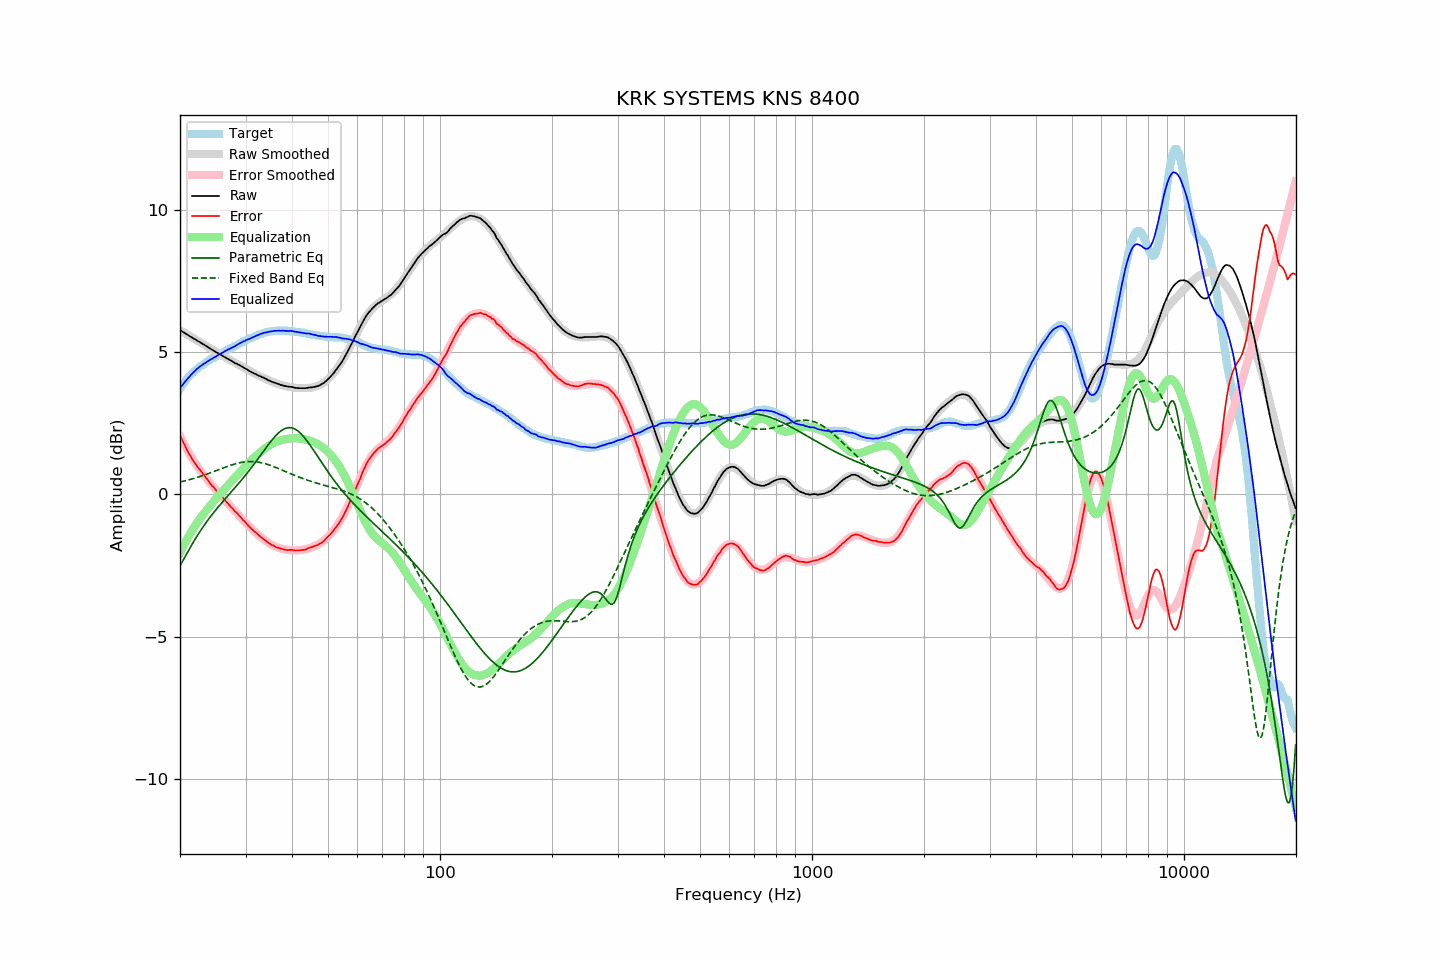 KRK SYSTEMS KNS 8400
Target
Raw Smoothed
Error Smoothed
Raw
Error
Equalization
Parametric Eq
Fixed Band Eq
Equalized
10
5
0
−5
−10
Amplitude (dBr)
100
1000
10000
Frequency (Hz)